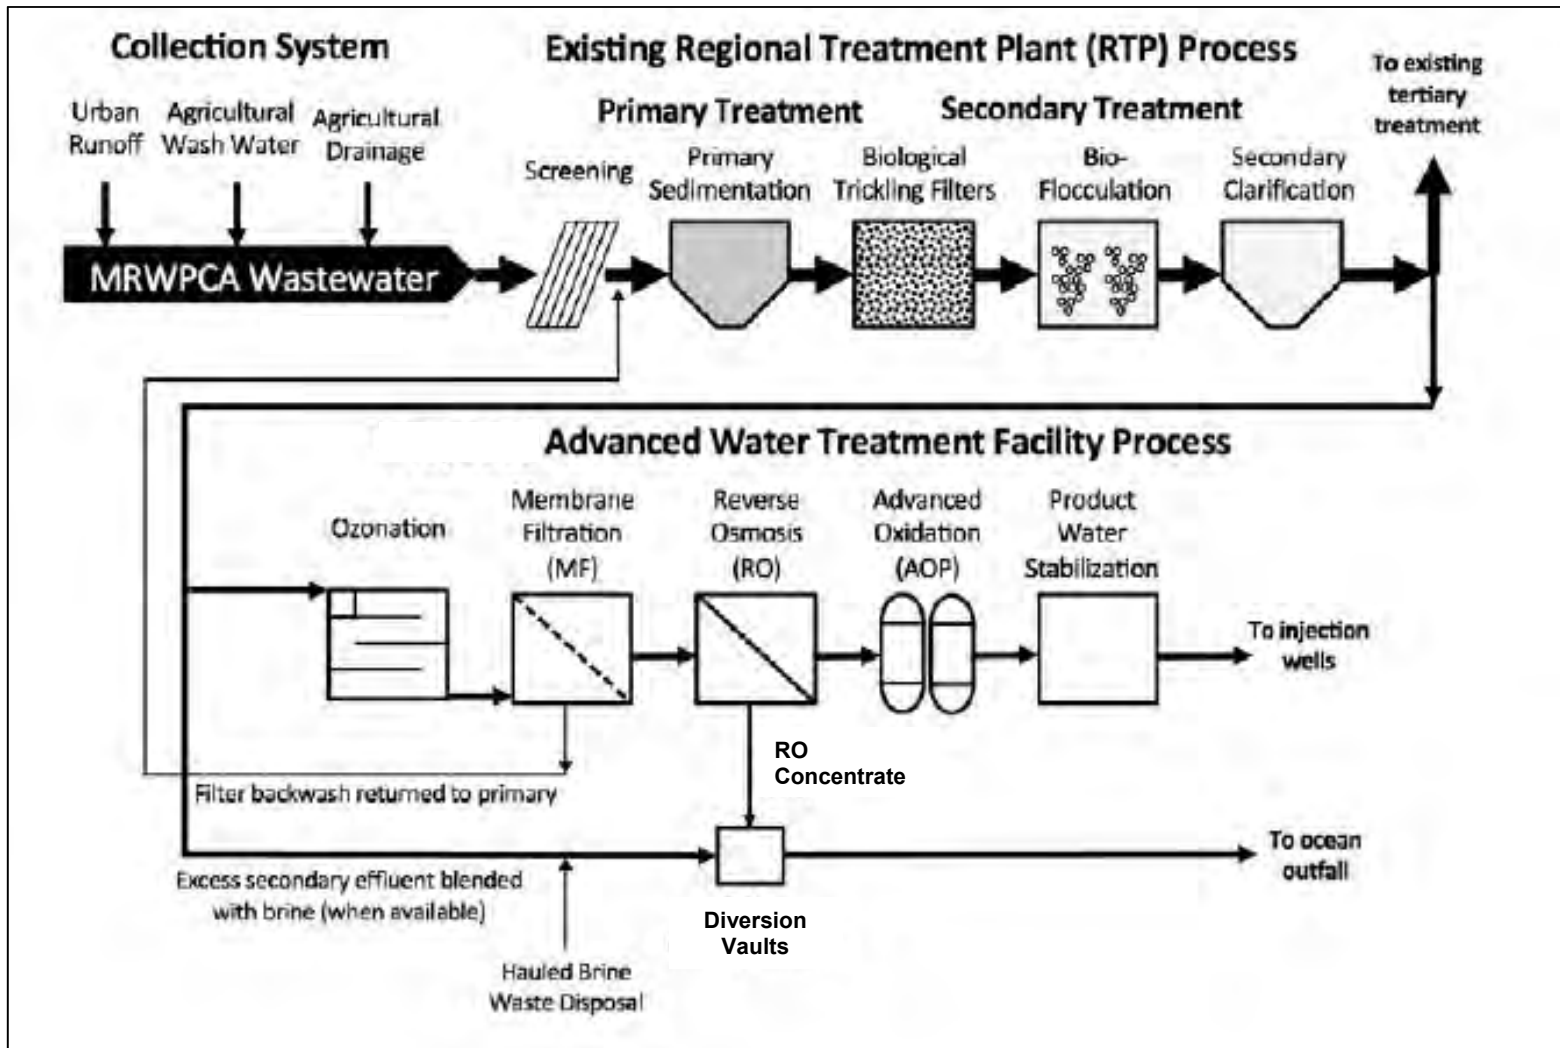 Collection System
Existing Regional Treatment Plant (RTP) Process
To existing
tertiary
treatment
Urban
Runoff
Agricultural
Wash Water
Agricultural
Drainage
Primary Treatment
Secondary Treatment
Screening
Primary
Sedimentation
Biological
Trickling Filters
Bio-
Flocculation
Secondary
Clarification
MRWPCA Wastewater
Advanced Water Treatment Facility Process
Ozonation
Membrane
Filtration
(MF)
Reverse
Osmosis
(RO)
Advanced
Oxidation
(AOP)
Product
Water
Stabilization
To injection
wells
RO
Concentrate
Filter backwash returned to primary
To ocean
outfall
Excess secondary effluent blended
with brine (when available)
Diversion
Vaults
Hauled Brine
Waste Disposal